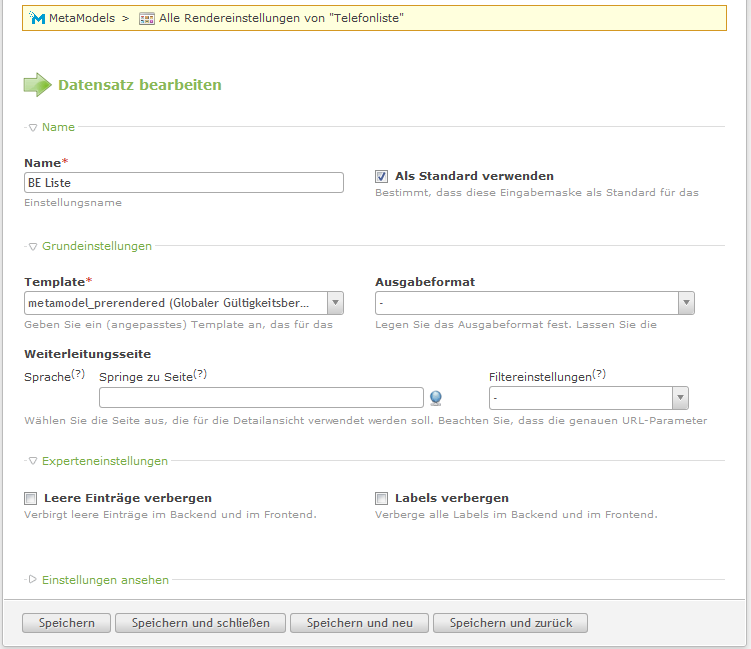 MetaModels > Alle Rendereinstellungen von "Telefonliste"
Datensatz bearbeiten
Name
Name*
BE Liste
Einstellungsname
Als Standard verwenden
Bestimmt, dass diese Eingabemaske als Standard für das
Grundeinstellungen
Template*
metamodel_prerendered (Globaler Gültigkeitsber...
Geben Sie ein (angepasstes) Template an, das für das
Ausgabeformat
-
Legen Sie das Ausgabeformat fest. Lassen Sie die
Weiterleitungsseite
Sprache(?) Springe zu Seite(?) Filtereinstellungen(?)
-
Wählen Sie die Seite aus, die für die Detailansicht verwendet werden soll. Beachten Sie, dass die genauen URL-Parameter
Experteneinstellungen
Leere Einträge verbergen
Verbirgt leere Einträge im Backend und im Frontend.
Labels verbergen
Verberge alle Labels im Backend und im Frontend.
Einstellungen ansehen
Speichern Speichern und schließen Speichern und neu Speichern und zurück